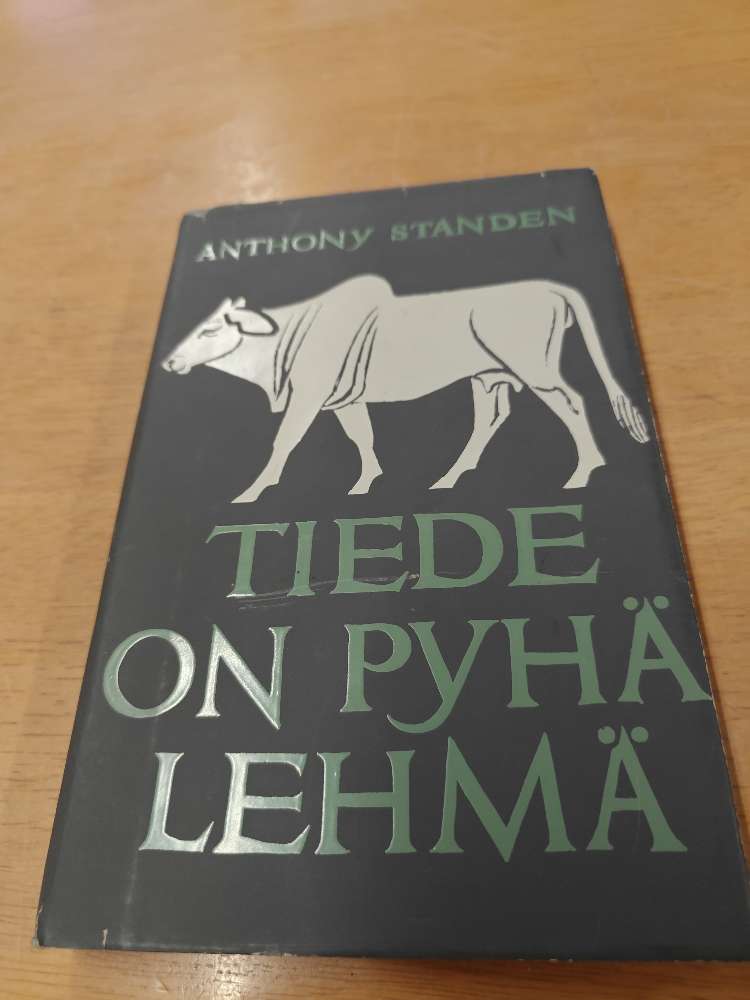 ANTHONY STANDEN
TIEDE
ON PYHÄ
LEHMÄ